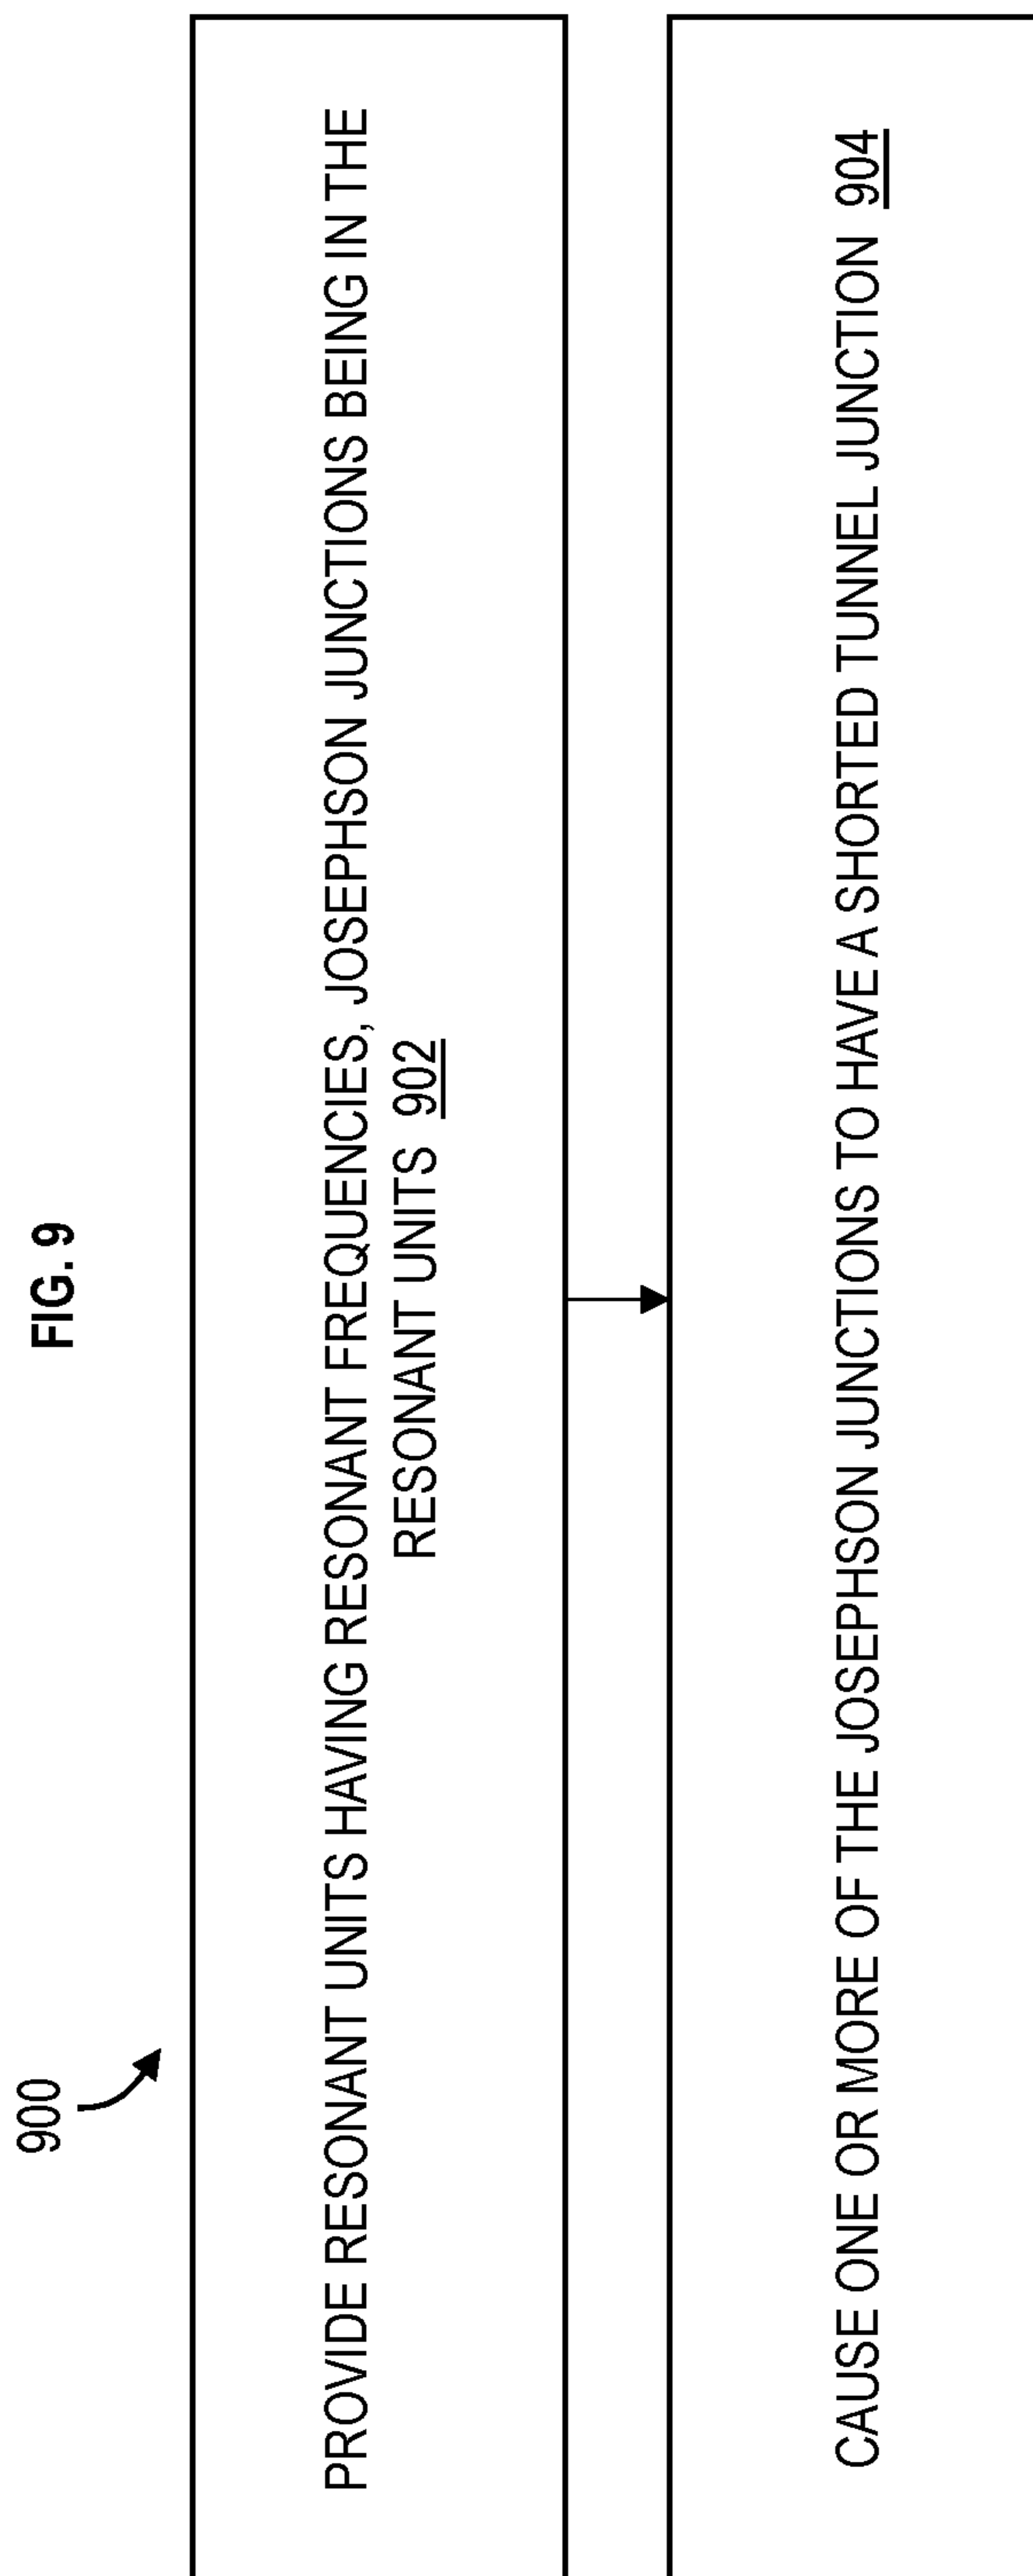 FIG. 9
900
PROVIDE RESONANT UNITS HAVING RESONANT FREQUENCIES, JOSEPHSON JUNCTIONS BEING IN THE
RESONANT UNITS 902
CAUSE ONE OR MORE OF THE JOSEPHSON JUNCTIONS TO HAVE A SHORTED TUNNEL JUNCTION 904